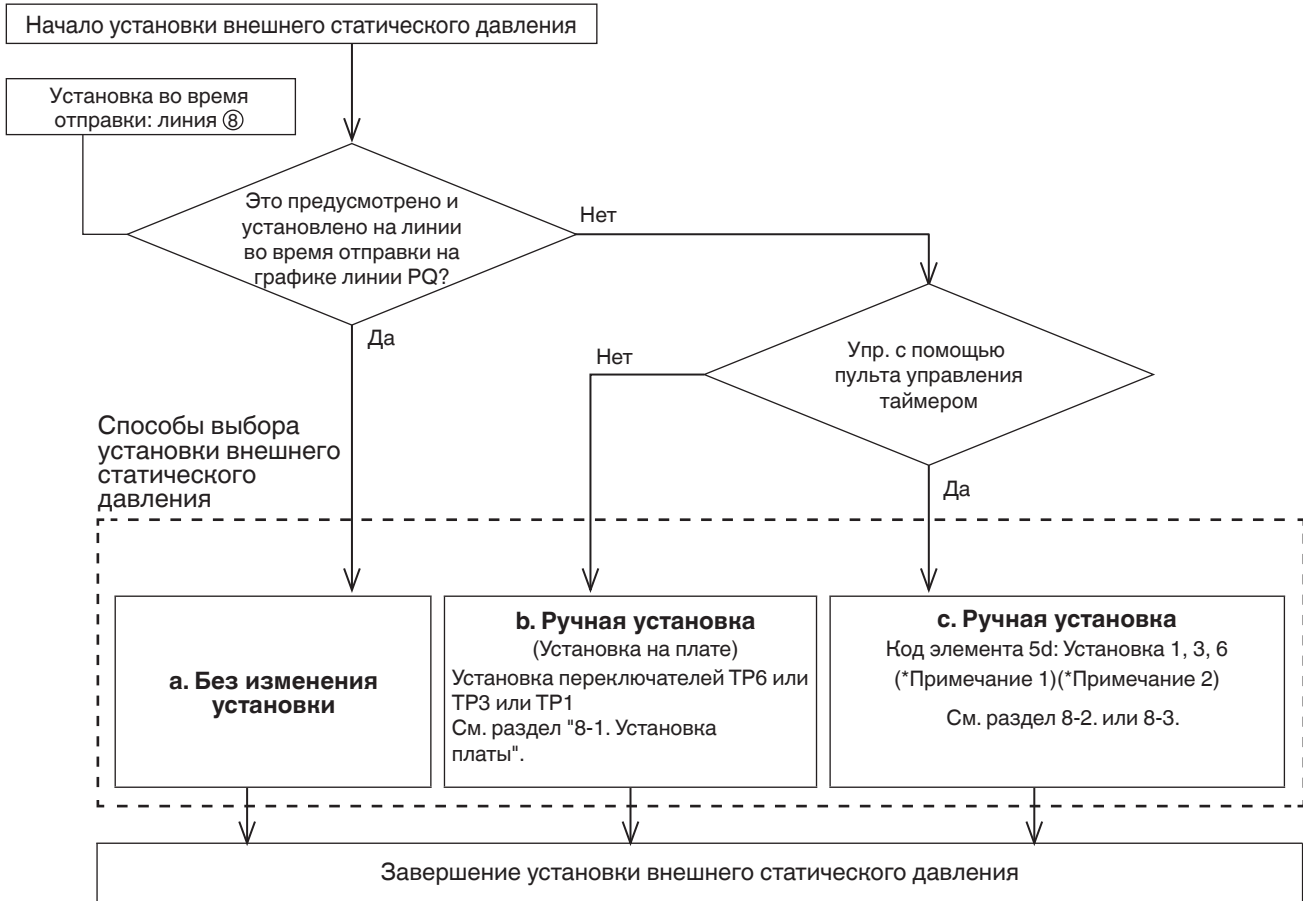 Начало установки внешнего статического давления
Установка во время
отправки: линия ⑧
Это предусмотрено и
установлено на линии
во время отправки на
графике линии PQ?
Нет
Да
Упр. с помощью
пульта управления
таймером
Нет
Да
Способы выбора
установки внешнего
статического
давления
a. Без изменения
установки
b. Ручная установка
(Установка на плате)
Установка переключателей TP6 или
TP3 или TP1
См. раздел "8-1. Установка
платы".
c. Ручная установка
Код элемента 5d: Установка 1, 3, 6
(*Примечание 1)(*Примечание 2)
См. раздел 8-2. или 8-3.
Завершение установки внешнего статического давления